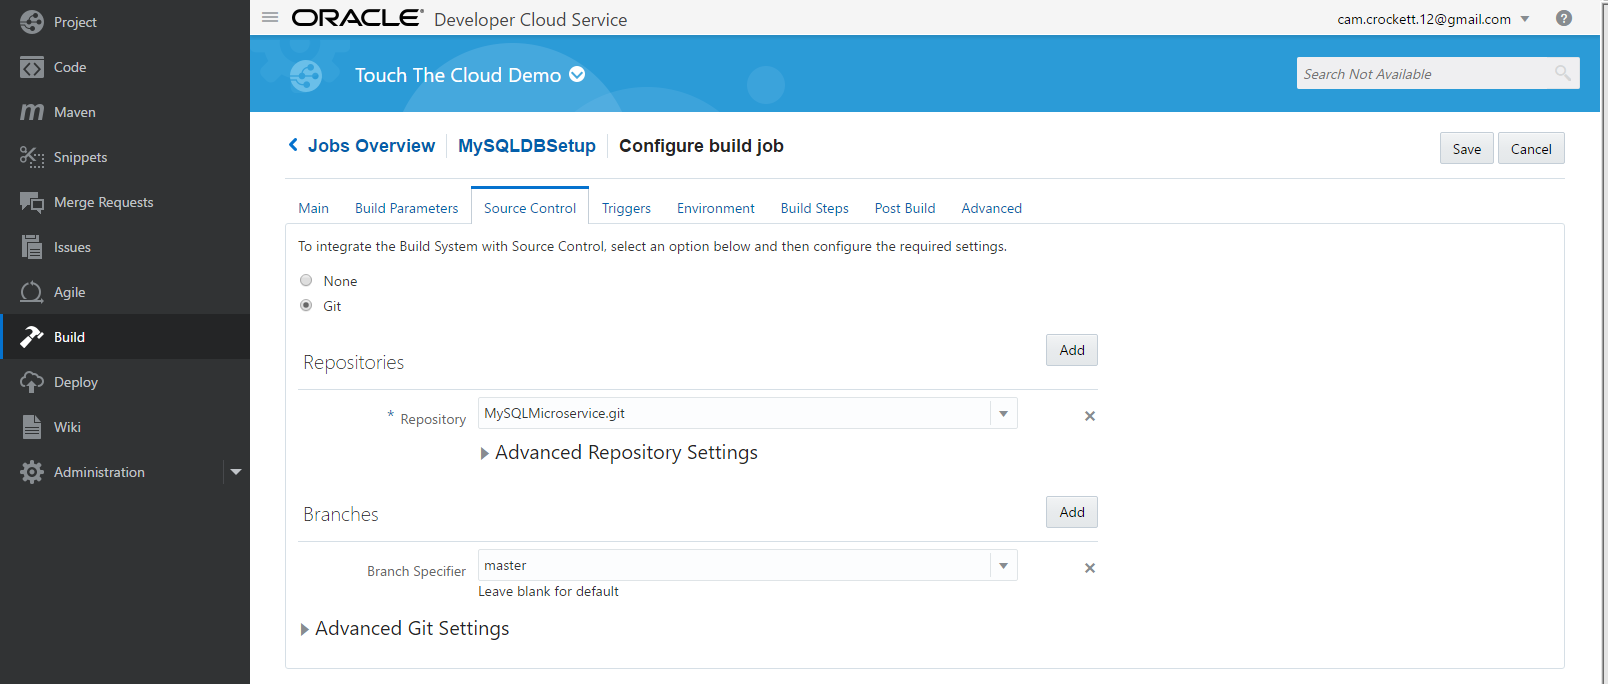 Project
Code
Maven
Snippets
Merge Requests
Issues
Agile
Build
Deploy
Wiki
Administration
ORACLE Developer Cloud Service
cam.crockett.12@gmail.com
Touch The Cloud Demo
Search Not Available
Jobs Overview MySQLDBSetup Configure build job
Save Cancel
Main Build Parameters Source Control Triggers Environment Build Steps Post Build Advanced
To integrate the Build System with Source Control, select an option below and then configure the required settings.
None
Git
Repositories Add
* Repository MySQLMicroservice.git
Advanced Repository Settings
Branches Add
Branch Specifier master
Leave blank for default
Advanced Git Settings